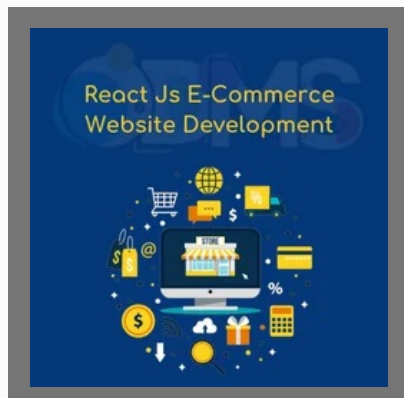 React Js E-Commerce
Website Development
STORE
%
$
@
$
S
%
$